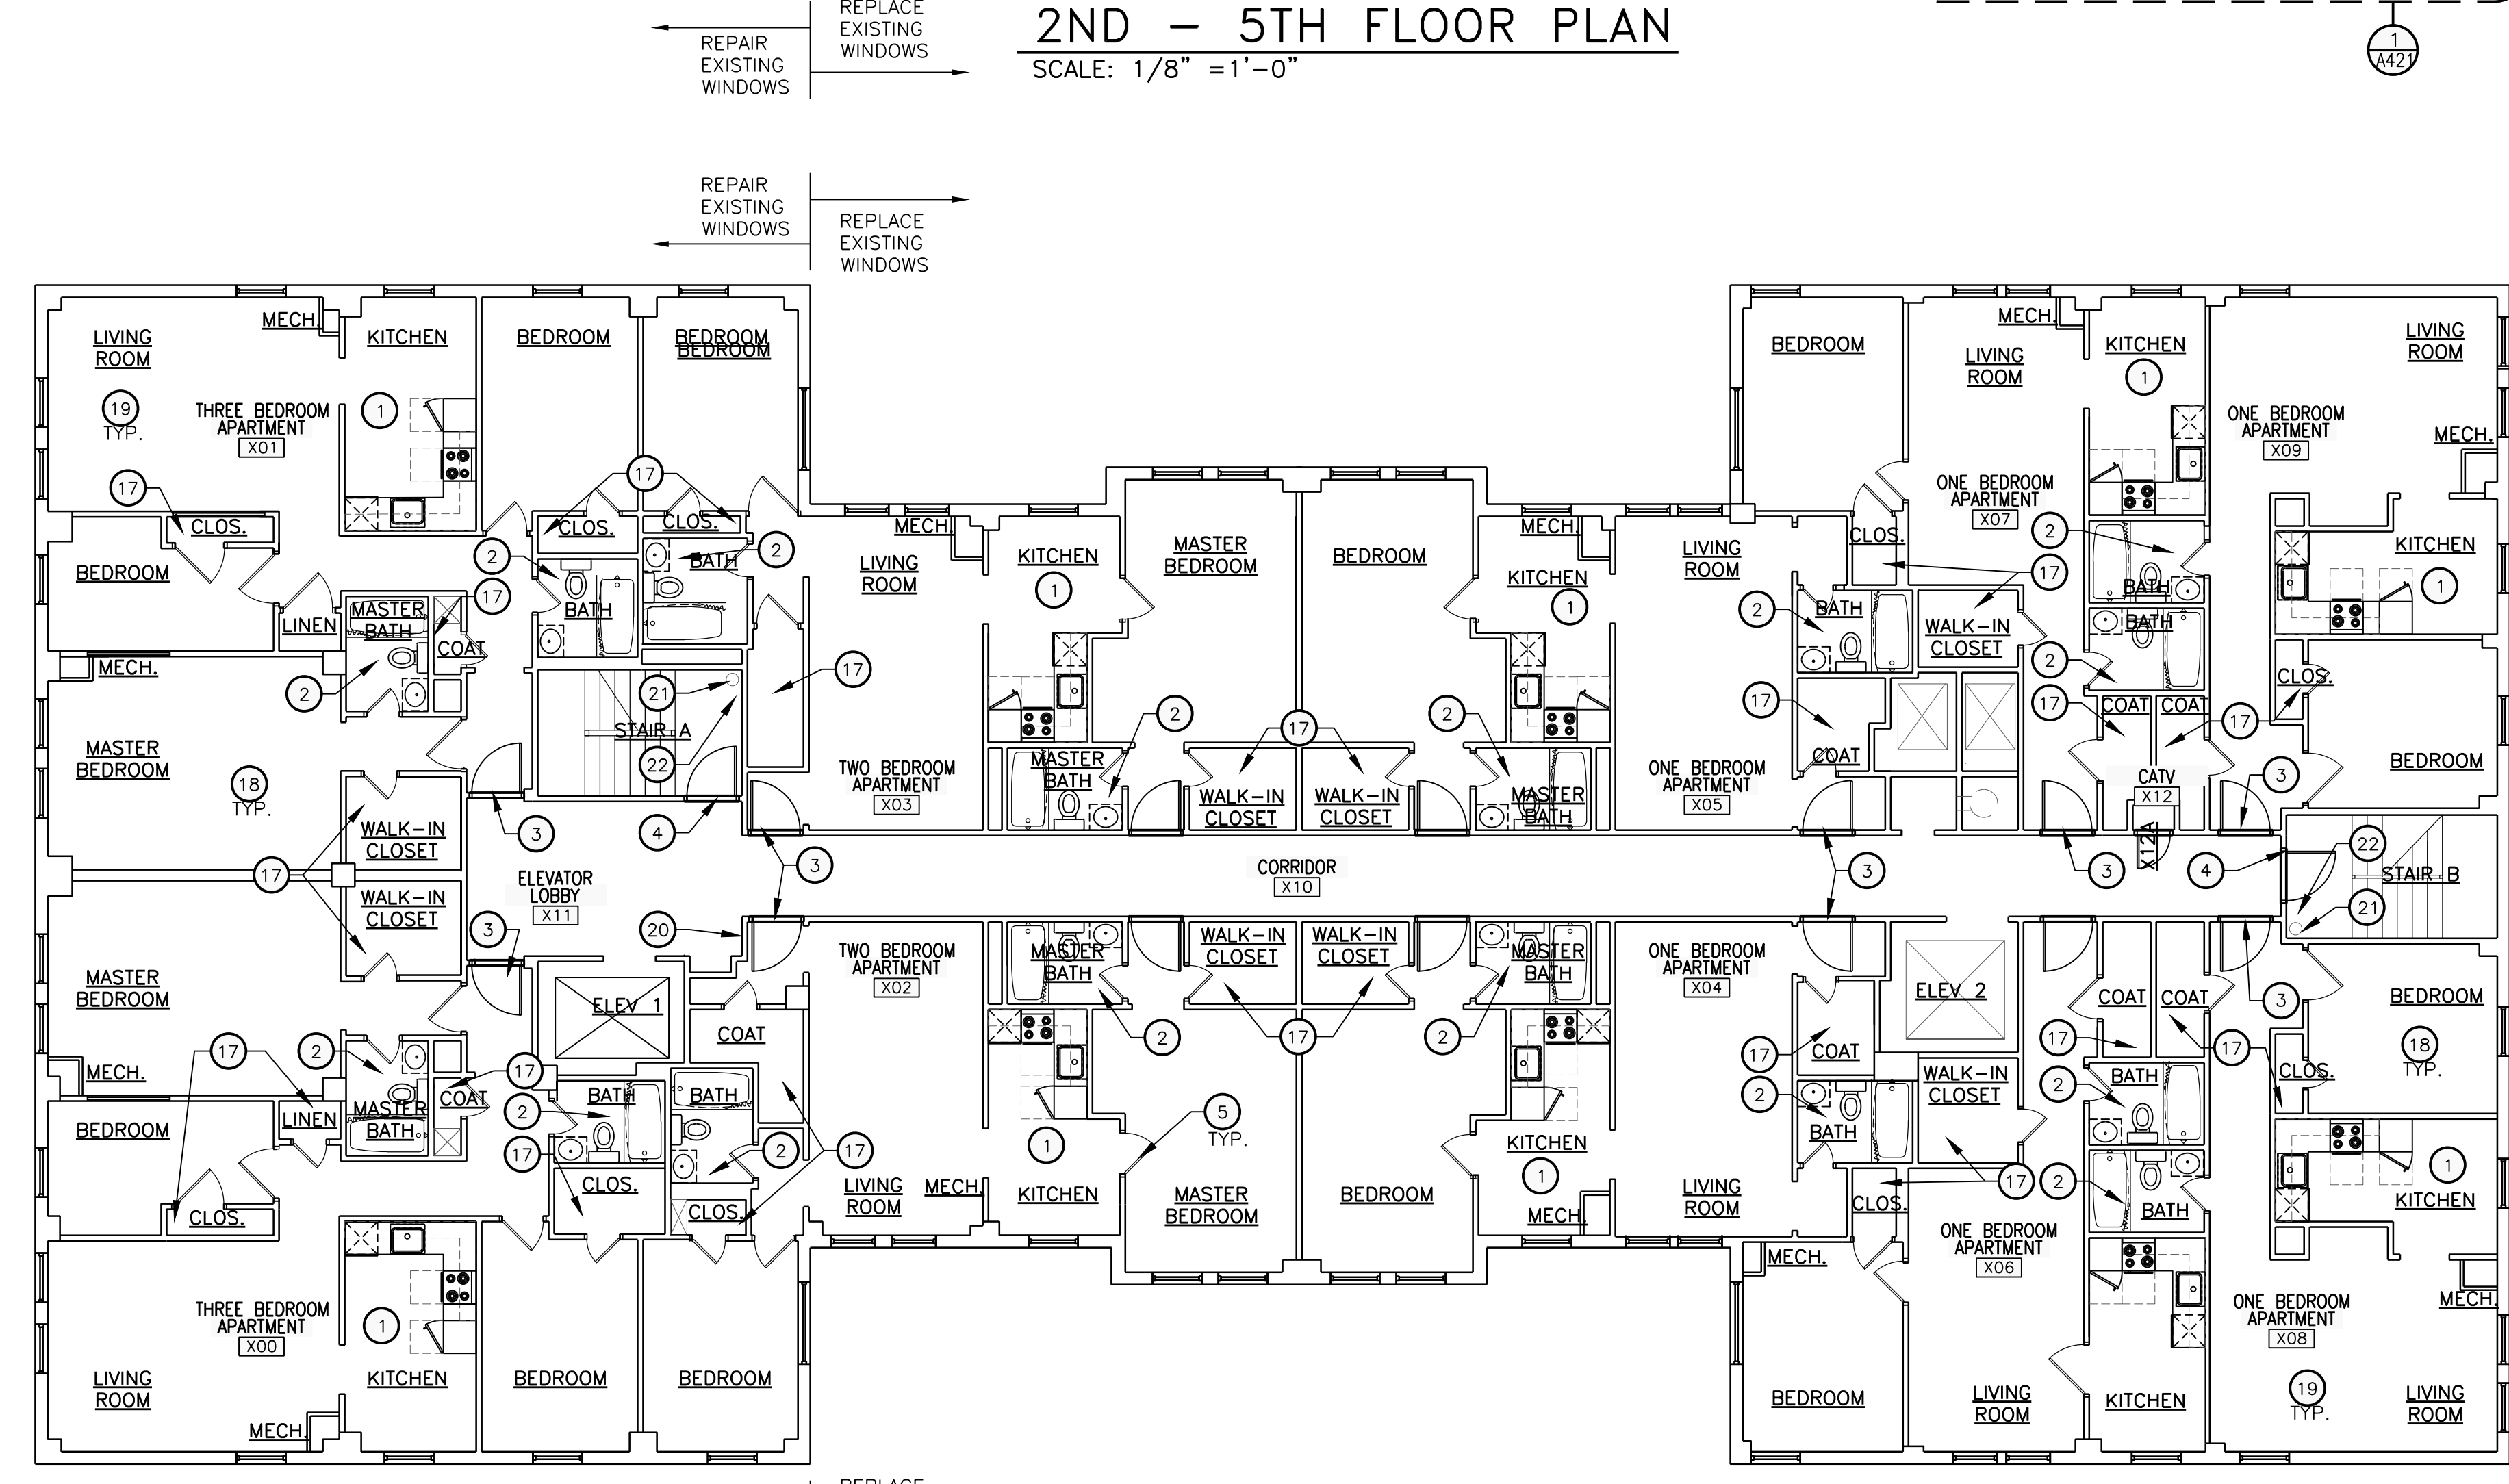 REPLACE
EXISTING
WINDOWS
REPAIR
EXISTING
WINDOWS
2ND - 5TH FLOOR PLAN
SCALE: 1/8" =1'-0"
1
A421
REPAIR
EXISTING
WINDOWS
REPLACE
EXISTING
WINDOWS
LIVING
ROOM
MECH.
KITCHEN
BEDROOM
BEDROOM
BEDROOM
19
TYP.
THREE BEDROOM
APARTMENT
X01
1
17
CLOS.
17
CLOS.
CLOS.
BEDROOM
LINEN
MASTER
BATH
2
17
COAT
2
BATH
BATH
2
MECH.
2
MASTER
BEDROOM
18
TYP.
21
STAIR A
22
17
WALK-IN
CLOSET
3
4
3
17
WALK-IN
CLOSET
ELEVATOR
LOBBY
X11
3
20
MECH.
LIVING
ROOM
KITCHEN
1
MASTER
BEDROOM
TWO BEDROOM
APARTMENT
X03
MASTER
BATH
2
17
WALK-IN
CLOSET
WALK-IN
CLOSET
BEDROOM
MECH.
KITCHEN
1
2
MASTER
BATH
LIVING
ROOM
ONE BEDROOM
APARTMENT
X05
BATH
2
17
COAT
CLOS.
17
WALK-IN
CLOSET
BEDROOM
LIVING
ROOM
MECH.
KITCHEN
1
ONE BEDROOM
APARTMENT
X07
2
BATH
BATH
2
17
COAT
COAT
17
LIVING
ROOM
ONE BEDROOM
APARTMENT
X09
MECH.
KITCHEN
1
CLOS.
BEDROOM
CATV
X12
3
X12A
CORRIDOR
X10
3
3
4
22
STAIR B
21
MASTER
BEDROOM
MECH.
17
2
MASTER
BATH
17
COAT
LINEN
BEDROOM
CLOS.
ELEV 1
COAT
2
BATH
BATH
17
CLOS.
2
17
CLOS.
THREE BEDROOM
APARTMENT
X00
1
LIVING
ROOM
MECH.
KITCHEN
BEDROOM
BEDROOM
TWO BEDROOM
APARTMENT
X02
MASTER
BATH
2
WALK-IN
CLOSET
WALK-IN
CLOSET
17
1
5
TYP.
LIVING
ROOM
MECH.
KITCHEN
MASTER
BEDROOM
BEDROOM
MASTER
BATH
2
KITCHEN
1
MECH.
LIVING
ROOM
ONE BEDROOM
APARTMENT
X04
17
COAT
2
BATH
ELEV 2
WALK-IN
CLOSET
17
CLOS.
MECH.
ONE BEDROOM
APARTMENT
X06
BEDROOM
LIVING
ROOM
KITCHEN
COAT
COAT
17
17
2
BATH
2
BATH
3
BEDROOM
18
TYP.
CLOS.
1
KITCHEN
MECH.
ONE BEDROOM
APARTMENT
X08
19
TYP.
LIVING
ROOM